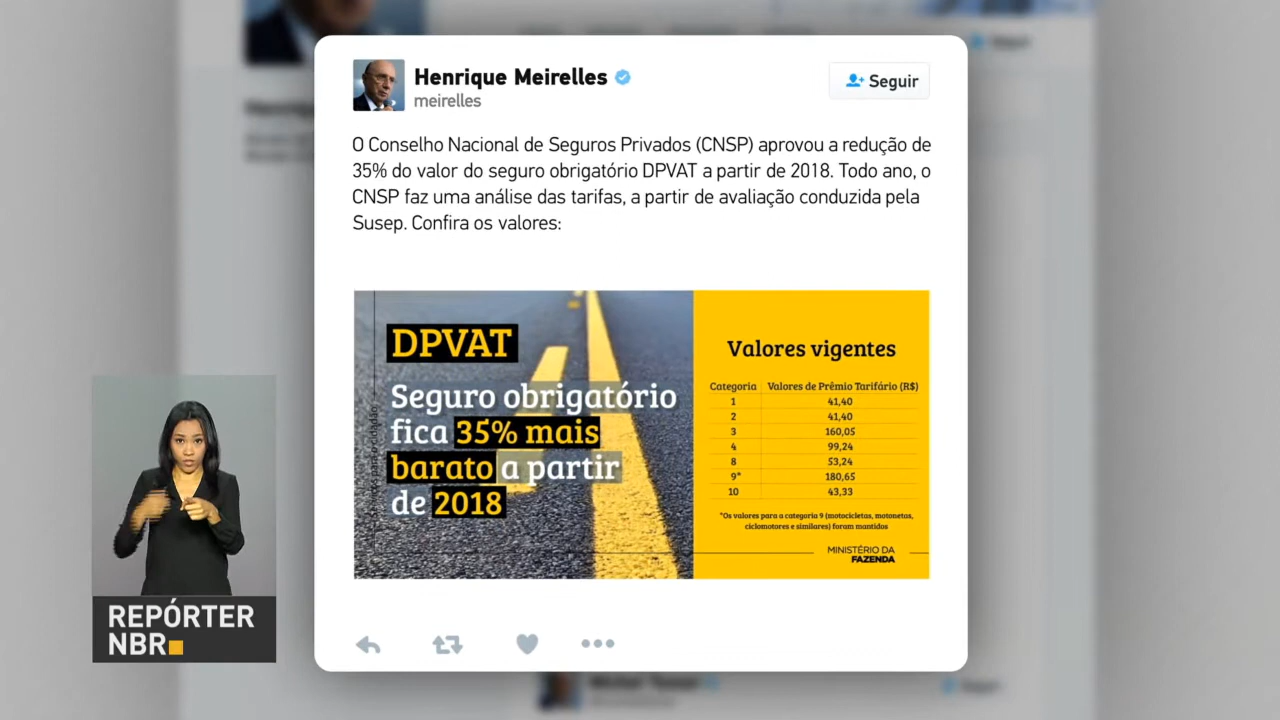 Henrique Meirelles
meirelles
Seguir
O Conselho Nacional de Seguros Privados (CNSP) aprovou a redução de
35% do valor do seguro obrigatório DPVAT a partir de 2018. Todo ano, o
CNSP faz uma análise das tarifas, a partir de avaliação conduzida pela
Susep. Confira os valores:
DPVAT
Seguro obrigatório
fica 35% mais
barato a partir
de 2018
Valores vigentes
Categoria Valores de Prêmio Tarifário (R$)
1 41,40
2 41,40
3 160,05
4 99,24
8 53,24
9* 180,65
10 43,33
*Os valores para a categoria 9 (motocicletas, motonetas,
ciclomotores e similares) foram mantidos
MINISTÉRIO DA
FAZENDA
REPÓRTER
NBR